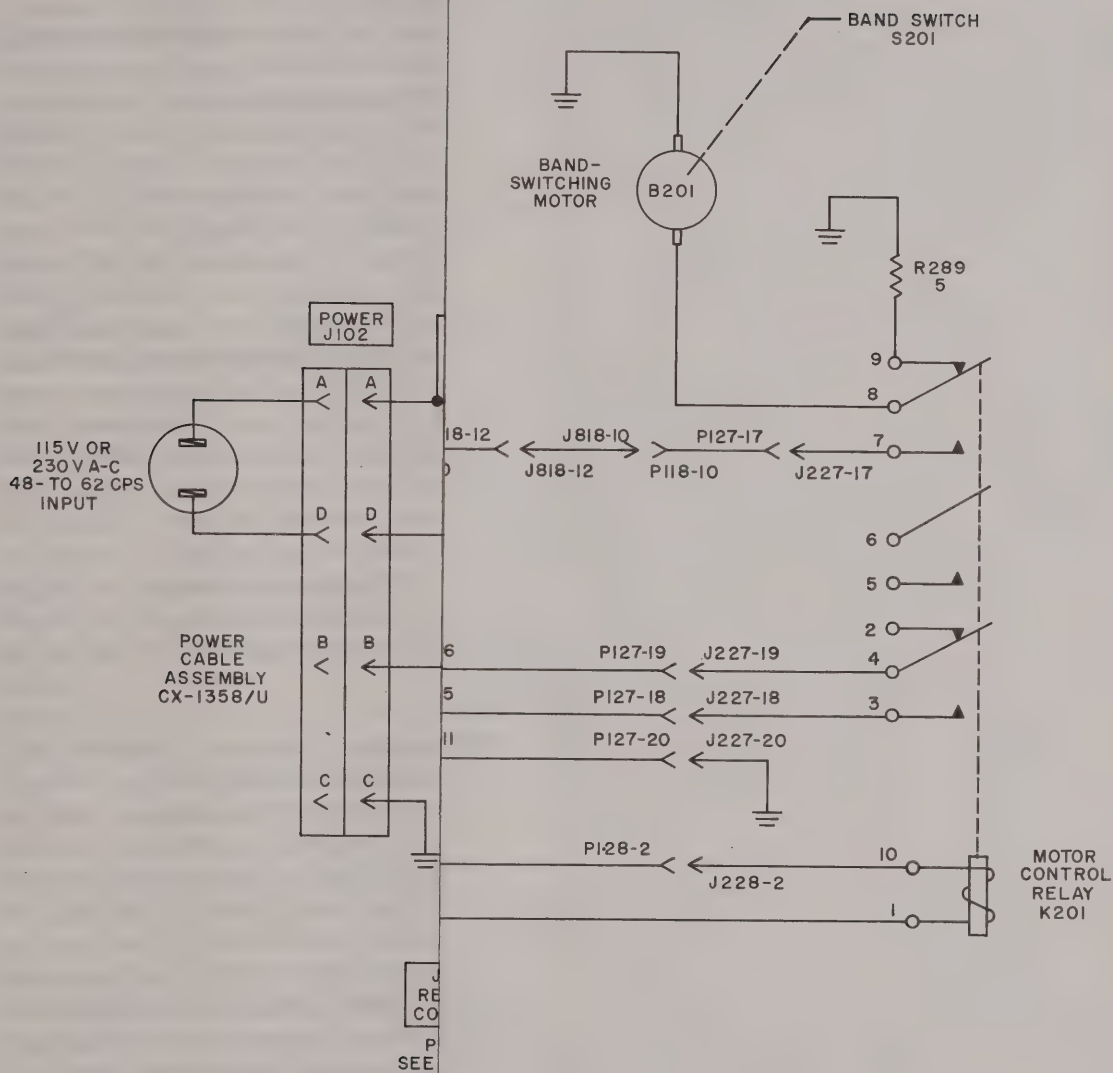 BAND SWITCH
S201
BAND-
SWITCHING
MOTOR
B201
R289
5
POWER
J102
9
A
A
8
115V OR
230V A-C
48- TO 62 CPS
INPUT
18-12
J818-10
P127-17
7
J818-12
P118-10
J227-17
D
D
6
5
2
POWER
CABLE
ASSEMBLY
CX-1358/U
B
B
6
P127-19
J227-19
4
5
P127-18
J227-18
3
11
P127-20
J227-20
C
C
P128-2
10
J228-2
MOTOR
CONTROL
RELAY
K201
1
RE
CO
P
SEE